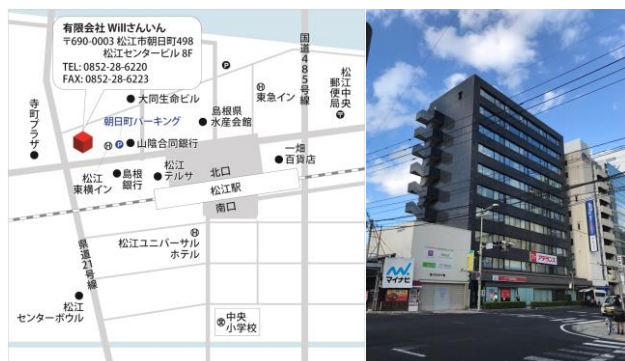 有限会社 Willさんいん
〒690-0003 松江市朝日町498
松江センタービル 8F
TEL: 0852-28-6220
FAX: 0852-28-6223
国道485号線
P
H
東急イン
松江中央
郵便局
大同生命ビル
島根県
水産会館
寺町プラザ
朝日町パーキング
H
P
山陰合同銀行
一畑
百貨店
松江
東横イン
島根
銀行
松江
テルサ
北口
松江駅
南口
H
松江ユニバーサル
ホテル
県道21号線
松江
センターボウル
文
中央
小学校
マイナビ
アデランス